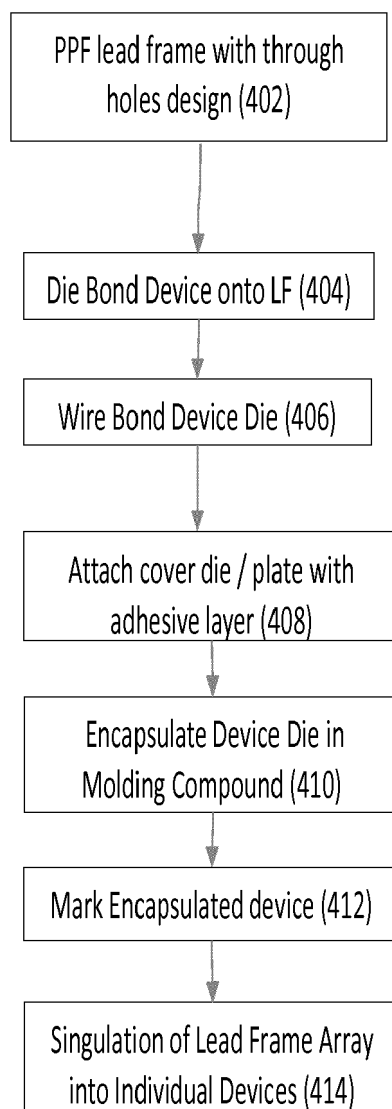 PPF lead frame with through
holes design (402)
Die Bond Device onto LF (404)
Wire Bond Device Die (406)
Attach cover die / plate with
adhesive layer (408)
Encapsulate Device Die in
Molding Compound (410)
Mark Encapsulated device (412)
Singulation of Lead Frame Array
into Individual Devices (414)